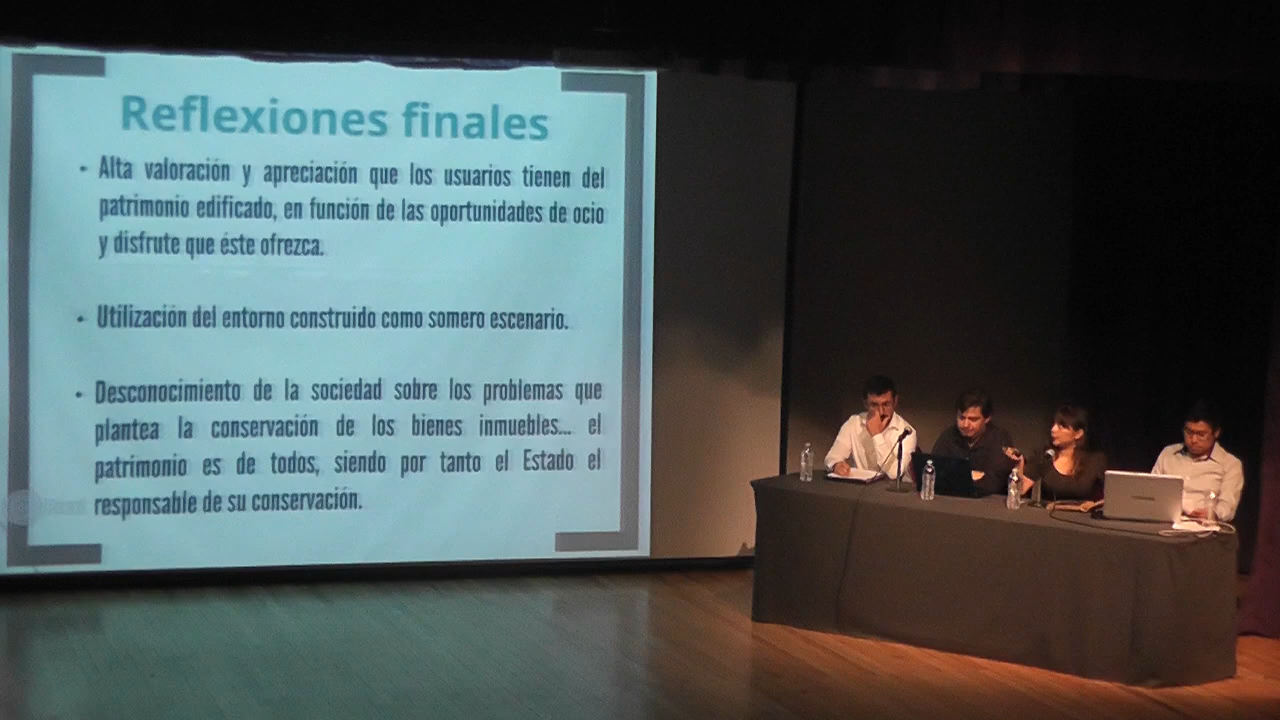 Reflexiones finales
• Alta valoración y apreciación que los usuarios tienen del
patrimonio edificado, en función de las oportunidades de ocio
y disfrute que éste ofrezca.
• Utilización del entorno construido como somero escenario.
• Desconocimiento de la sociedad sobre los problemas que
plantea la conservación de los bienes inmuebles... el
patrimonio es de todos, siendo por tanto el Estado el
responsable de su conservación.